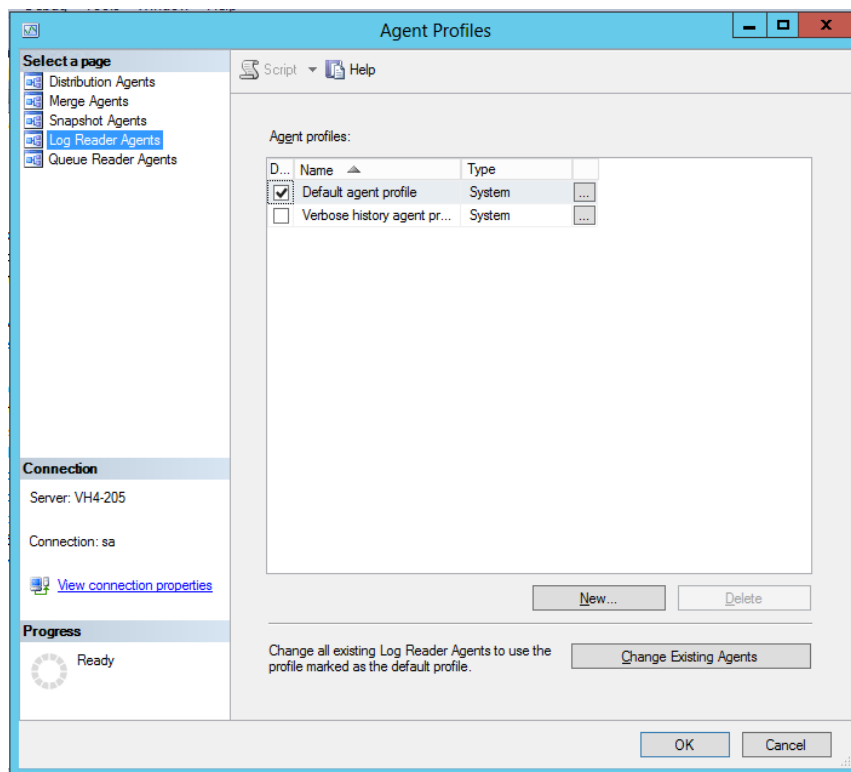 Agent Profiles
Select a page
Distribution Agents
Merge Agents
Snapshot Agents
Log Reader Agents
Queue Reader Agents
Script
Help
Agent profiles:
D... Name Type
Default agent profile System ...
Verbose history agent pr... System ...
New... Delete
Change all existing Log Reader Agents to use the
profile marked as the default profile.
Change Existing Agents
Connection
Server: VH4-205
Connection: sa
View connection properties
Progress
Ready
OK Cancel